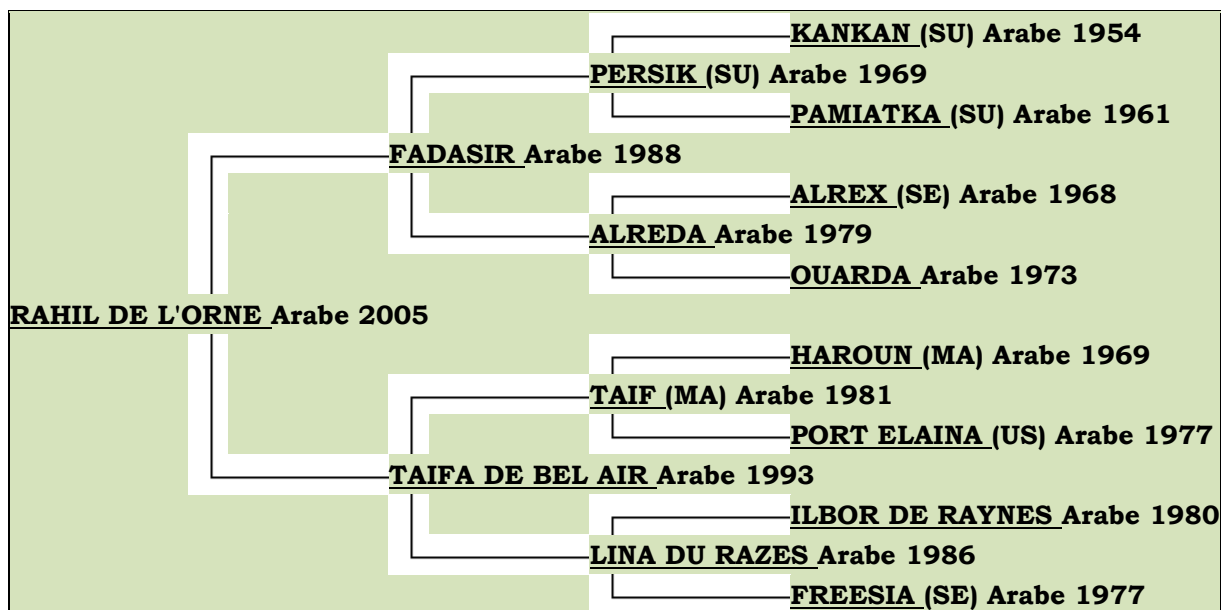 KANKAN (SU) Arabe 1954
PERSIK (SU) Arabe 1969
PAMIATKA (SU) Arabe 1961
FADASIR Arabe 1988
ALREX (SE) Arabe 1968
ALREDA Arabe 1979
OUARDA Arabe 1973
RAHIL DE L'ORNE Arabe 2005
HAROUN (MA) Arabe 1969
TAIF (MA) Arabe 1981
PORT ELAINA (US) Arabe 1977
TAIFA DE BEL AIR Arabe 1993
ILBOR DE RAYNES Arabe 1980
LINA DU RAZES Arabe 1986
FREESIA (SE) Arabe 1977